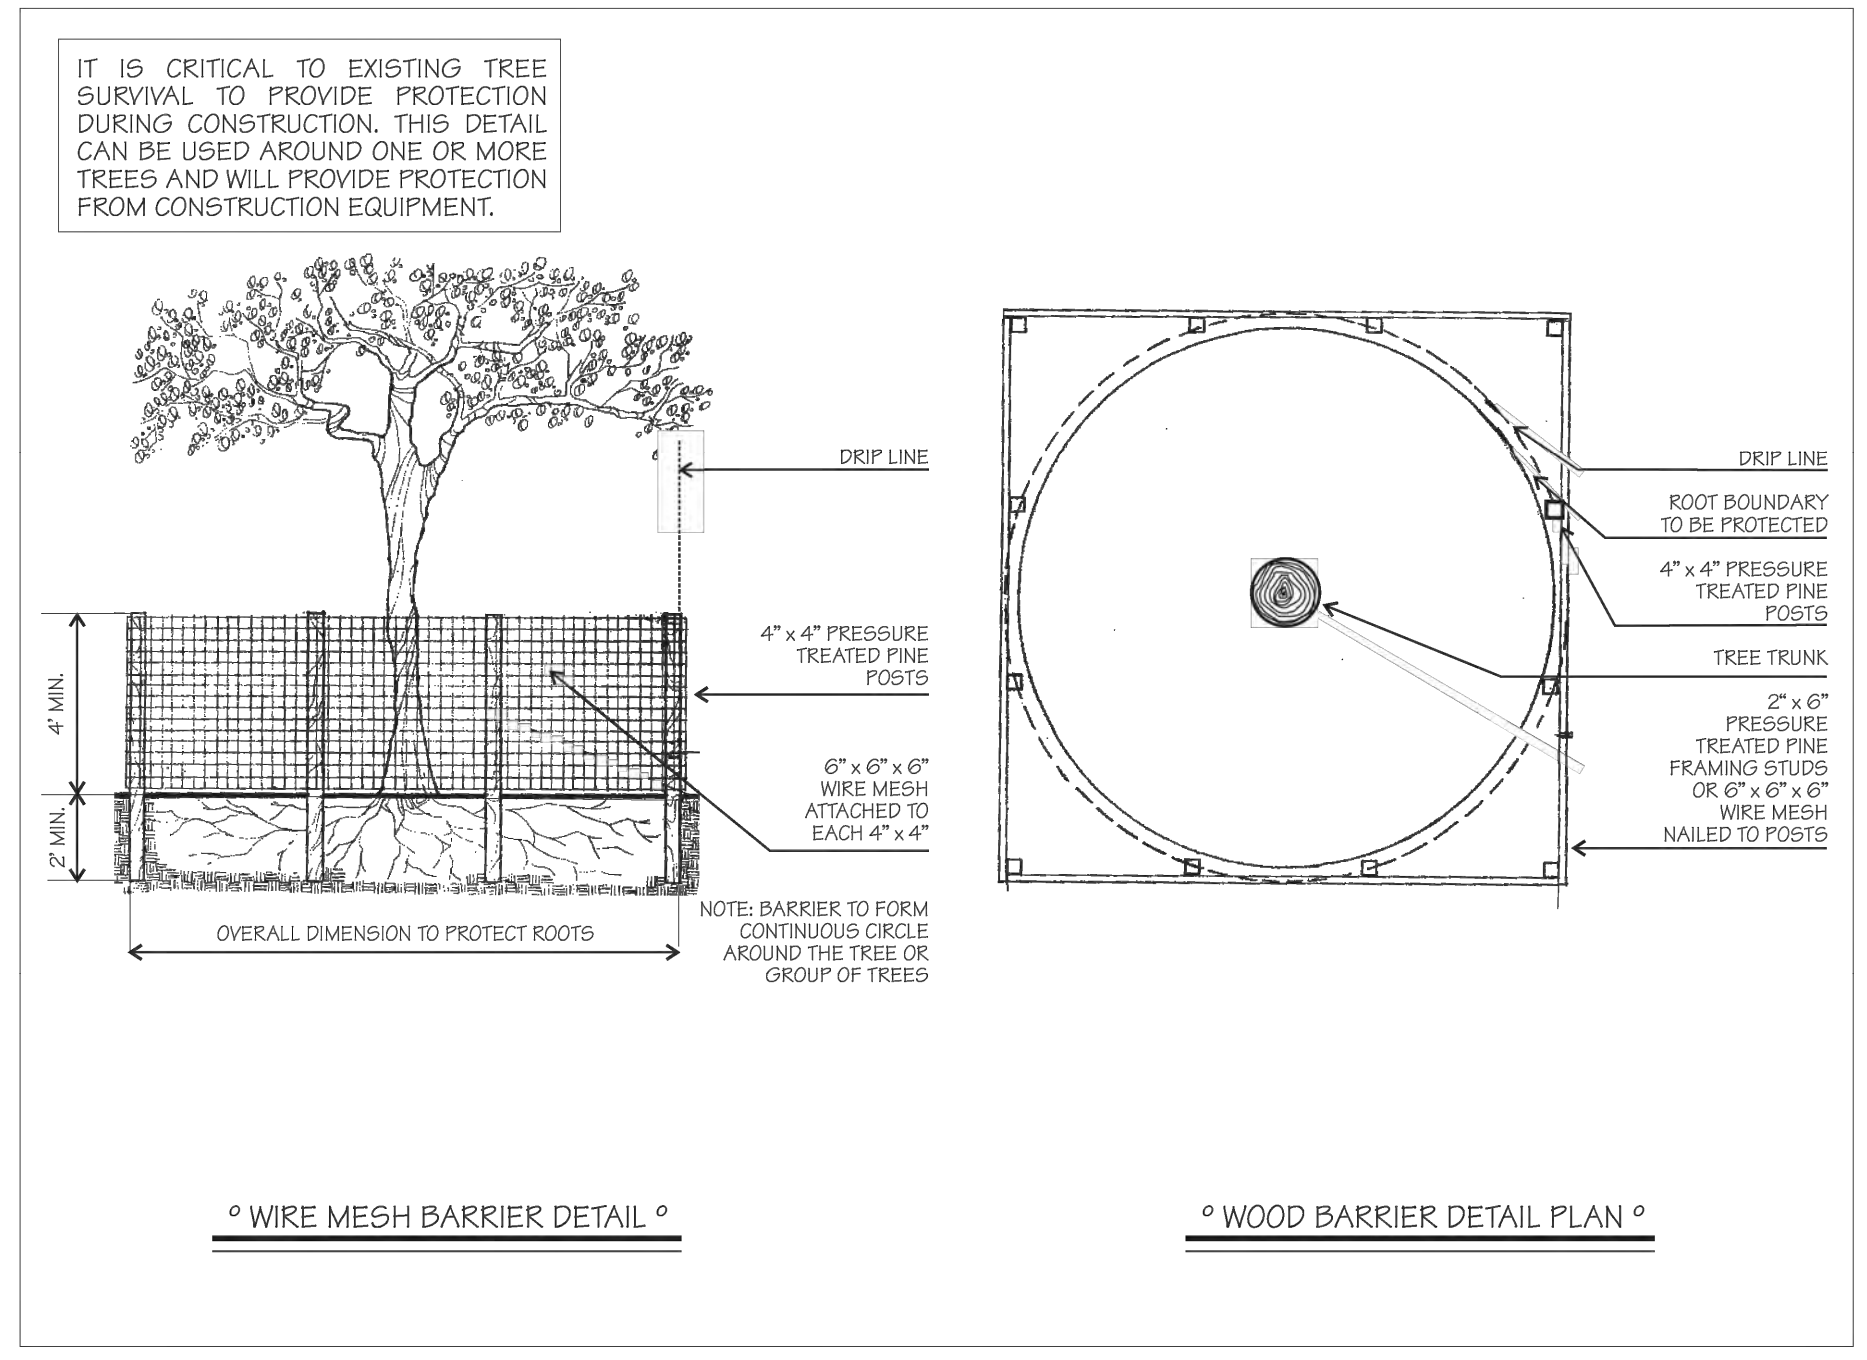 IT IS CRITICAL TO EXISTING TREE
SURVIVAL TO PROVIDE PROTECTION
DURING CONSTRUCTION. THIS DETAIL
CAN BE USED AROUND ONE OR MORE
TREES AND WILL PROVIDE PROTECTION
FROM CONSTRUCTION EQUIPMENT.
DRIP LINE
4" x 4" PRESSURE
TREATED PINE
POSTS
4' MIN.
6" x 6" x 6"
WIRE MESH
ATTACHED TO
EACH 4" x 4"
2' MIN.
NOTE: BARRIER TO FORM
CONTINUOUS CIRCLE
AROUND THE TREE OR
GROUP OF TREES
OVERALL DIMENSION TO PROTECT ROOTS
° WIRE MESH BARRIER DETAIL °
DRIP LINE
ROOT BOUNDARY
TO BE PROTECTED
4" x 4" PRESSURE
TREATED PINE
POSTS
TREE TRUNK
2" x 6"
PRESSURE
TREATED PINE
FRAMING STUDS
OR 6" x 6" x 6"
WIRE MESH
NAILED TO POSTS
° WOOD BARRIER DETAIL PLAN °